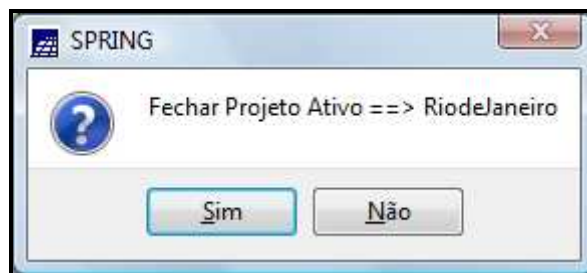 SPRING
Fechar Projeto Ativo ==> RiodeJaneiro
Sim Não